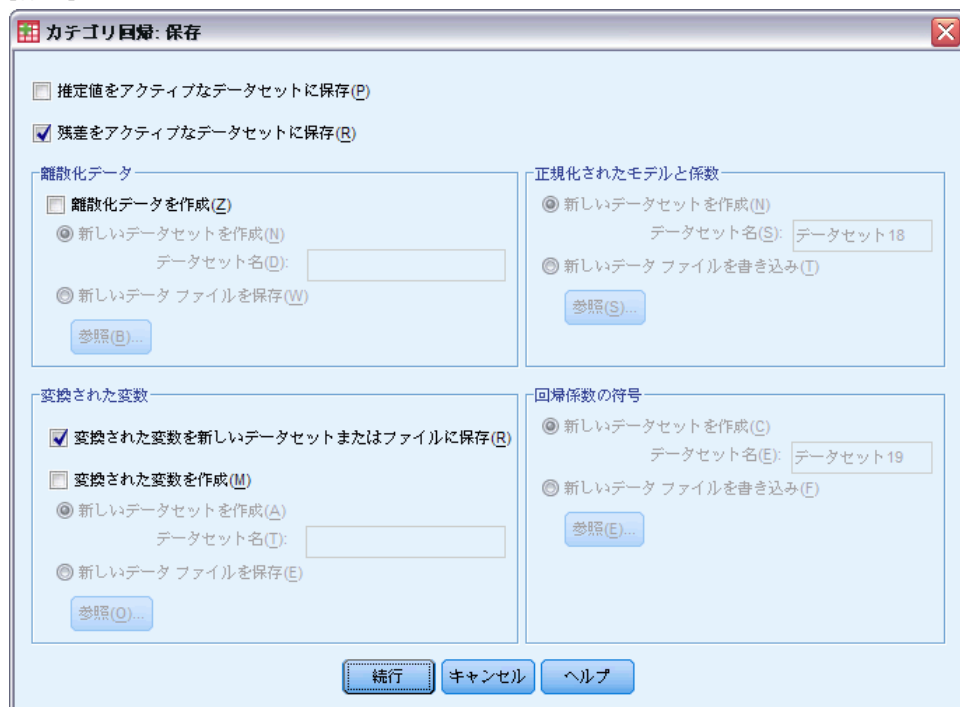 カテゴリ回帰: 保存
推定値をアクティブなデータセットに保存(P)
残差をアクティブなデータセットに保存(R)
離散化データ
離散化データを作成(Z)
新しいデータセットを作成(N)
データセット名(D):
新しいデータ ファイルを保存(W)
参照(B)...
正規化されたモデルと係数
新しいデータセットを作成(N)
データセット名(S): データセット18
新しいデータ ファイルを書き込み(T)
参照(S)...
変換された変数
変換された変数を新しいデータセットまたはファイルに保存(R)
変換された変数を作成(M)
新しいデータセットを作成(A)
データセット名(T):
新しいデータ ファイルを保存(E)
参照(O)...
回帰係数の符号
新しいデータセットを作成(C)
データセット名(E): データセット19
新しいデータ ファイルを書き込み(F)
参照(E)...
続行 キャンセル ヘルプ